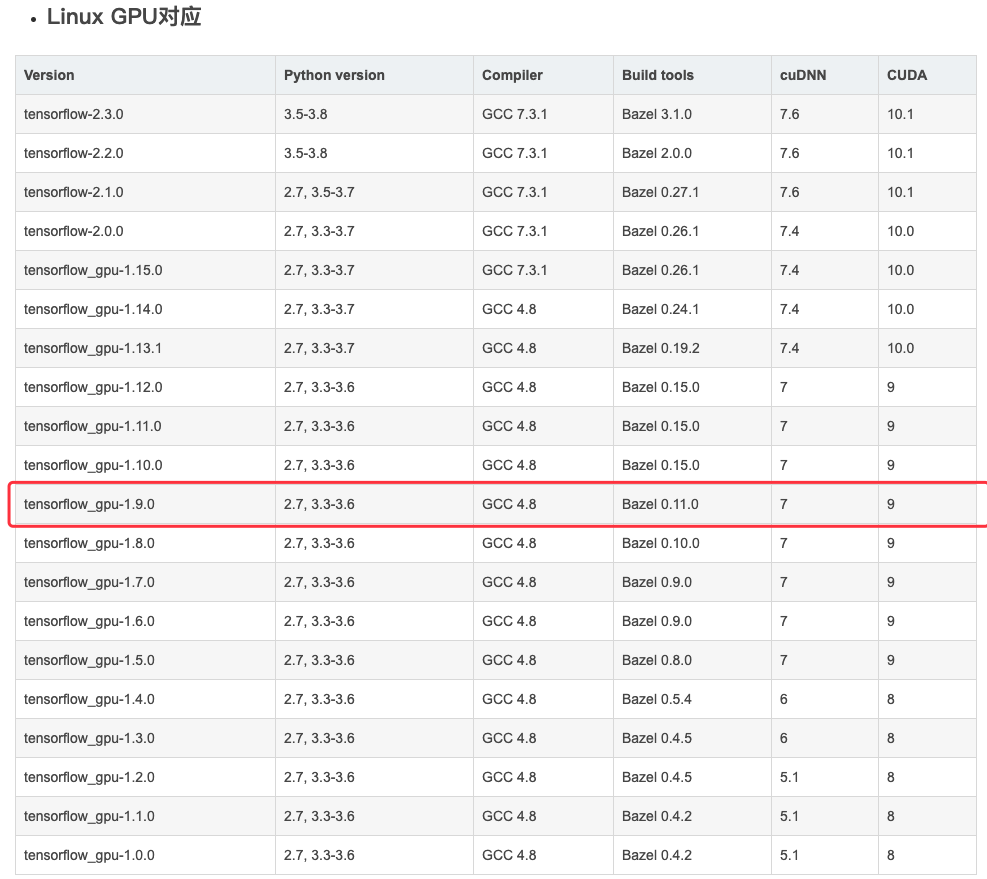 Linux GPU对应
Version Python version Compiler Build tools cuDNN CUDA
tensorflow-2.3.0 3.5-3.8 GCC 7.3.1 Bazel 3.1.0 7.6 10.1
tensorflow-2.2.0 3.5-3.8 GCC 7.3.1 Bazel 2.0.0 7.6 10.1
tensorflow-2.1.0 2.7, 3.5-3.7 GCC 7.3.1 Bazel 0.27.1 7.6 10.1
tensorflow-2.0.0 2.7, 3.3-3.7 GCC 7.3.1 Bazel 0.26.1 7.4 10.0
tensorflow_gpu-1.15.0 2.7, 3.3-3.7 GCC 7.3.1 Bazel 0.26.1 7.4 10.0
tensorflow_gpu-1.14.0 2.7, 3.3-3.7 GCC 4.8 Bazel 0.24.1 7.4 10.0
tensorflow_gpu-1.13.1 2.7, 3.3-3.7 GCC 4.8 Bazel 0.19.2 7.4 10.0
tensorflow_gpu-1.12.0 2.7, 3.3-3.6 GCC 4.8 Bazel 0.15.0 7 9
tensorflow_gpu-1.11.0 2.7, 3.3-3.6 GCC 4.8 Bazel 0.15.0 7 9
tensorflow_gpu-1.10.0 2.7, 3.3-3.6 GCC 4.8 Bazel 0.15.0 7 9
tensorflow_gpu-1.9.0 2.7, 3.3-3.6 GCC 4.8 Bazel 0.11.0 7 9
tensorflow_gpu-1.8.0 2.7, 3.3-3.6 GCC 4.8 Bazel 0.10.0 7 9
tensorflow_gpu-1.7.0 2.7, 3.3-3.6 GCC 4.8 Bazel 0.9.0 7 9
tensorflow_gpu-1.6.0 2.7, 3.3-3.6 GCC 4.8 Bazel 0.9.0 7 9
tensorflow_gpu-1.5.0 2.7, 3.3-3.6 GCC 4.8 Bazel 0.8.0 7 9
tensorflow_gpu-1.4.0 2.7, 3.3-3.6 GCC 4.8 Bazel 0.5.4 6 8
tensorflow_gpu-1.3.0 2.7, 3.3-3.6 GCC 4.8 Bazel 0.4.5 6 8
tensorflow_gpu-1.2.0 2.7, 3.3-3.6 GCC 4.8 Bazel 0.4.5 5.1 8
tensorflow_gpu-1.1.0 2.7, 3.3-3.6 GCC 4.8 Bazel 0.4.2 5.1 8
tensorflow_gpu-1.0.0 2.7, 3.3-3.6 GCC 4.8 Bazel 0.4.2 5.1 8